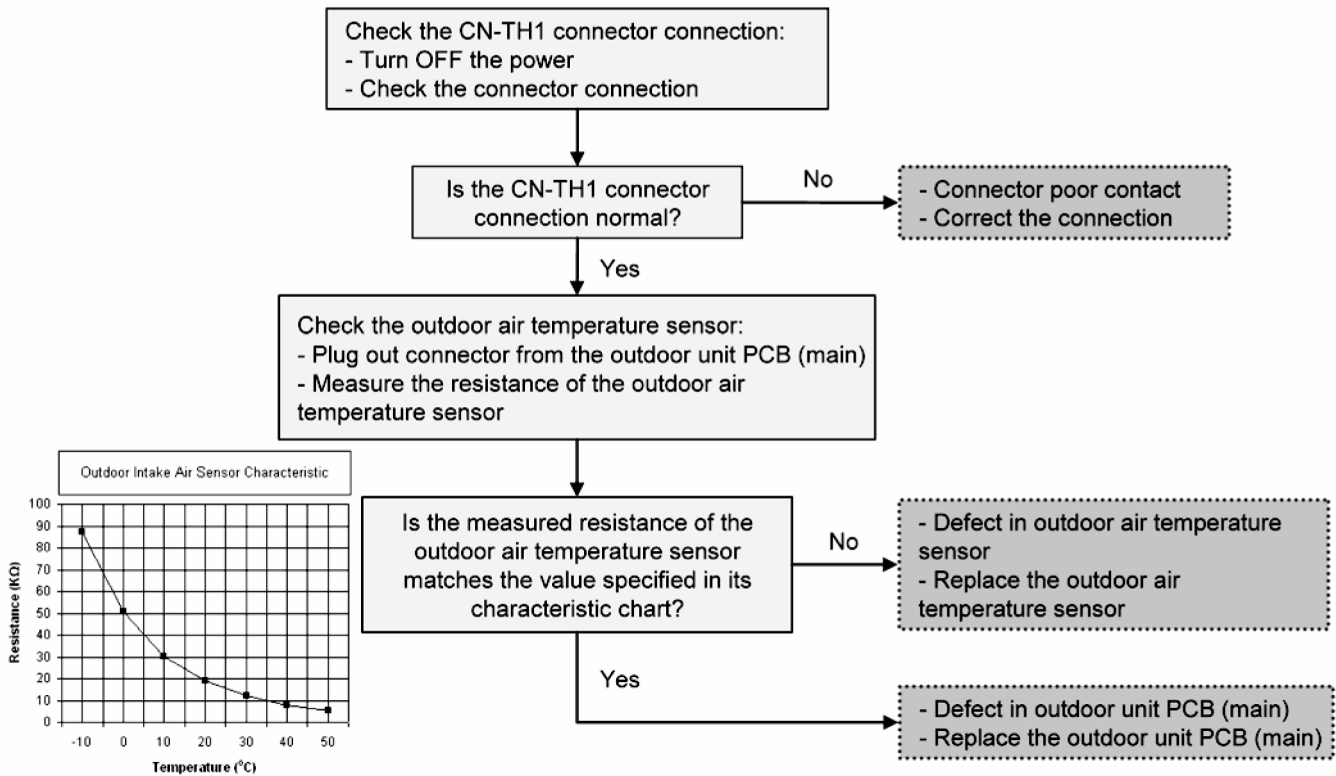 Check the CN-TH1 connector connection:
- Turn OFF the power
- Check the connector connection
Is the CN-TH1 connector
connection normal?
No
- Connector poor contact
- Correct the connection
Yes
Check the outdoor air temperature sensor:
- Plug out connector from the outdoor unit PCB (main)
- Measure the resistance of the outdoor air
temperature sensor
Outdoor Intake Air Sensor Characteristic
Resistance (KΩ)
100
90
80
70
60
50
40
30
20
10
0
-10 0 10 20 30 40 50
Temperature (°C)
Is the measured resistance of the
outdoor air temperature sensor
matches the value specified in its
characteristic chart?
No
- Defect in outdoor air temperature
sensor
- Replace the outdoor air
temperature sensor
Yes
- Defect in outdoor unit PCB (main)
- Replace the outdoor unit PCB (main)